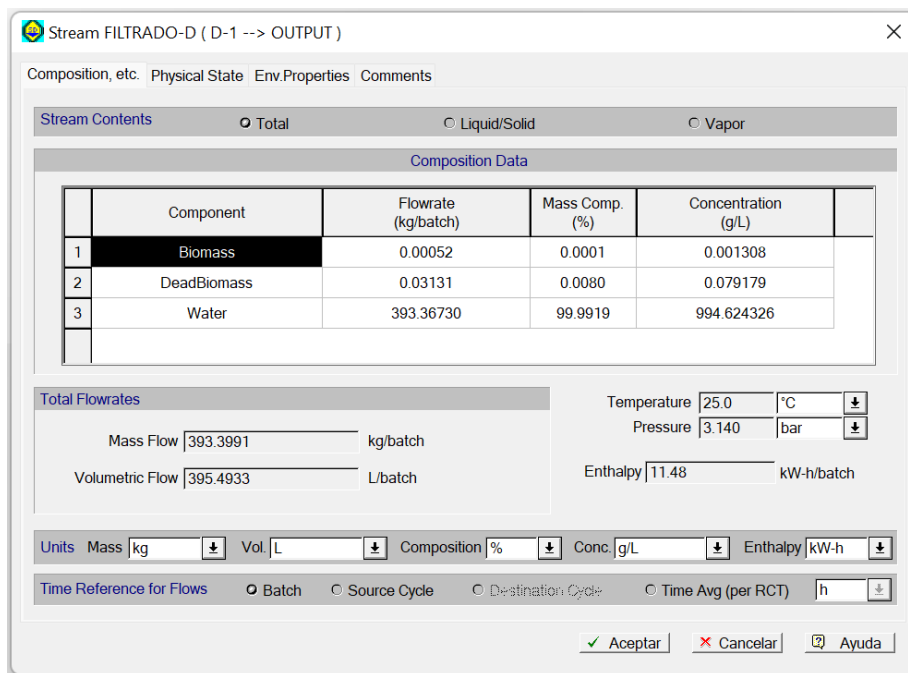 Stream FILTRADO-D ( D-1 --> OUTPUT )
Composition, etc. Physical State Env.Properties Comments
Stream Contents Total Liquid/Solid Vapor
Composition Data
Component Flowrate (kg/batch) Mass Comp. (%) Concentration (g/L)
1 Biomass 0.00052 0.0001 0.001308
2 DeadBiomass 0.03131 0.0080 0.079179
3 Water 393.36730 99.9919 994.624326
Total Flowrates
Mass Flow 393.3991 kg/batch
Volumetric Flow 395.4933 L/batch
Temperature 25.0 °C
Pressure 3.140 bar
Enthalpy 11.48 kW-h/batch
Units Mass kg Vol. L Composition % Conc. g/L Enthalpy kW-h
Time Reference for Flows Batch Source Cycle Destination Cycle Time Avg (per RCT) h
Aceptar Cancelar Ayuda